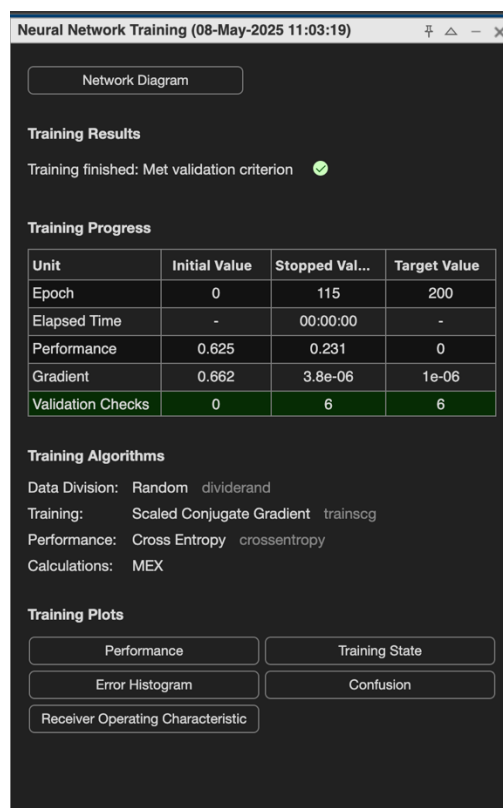 Neural Network Training (08-May-2025 11:03:19)
Network Diagram
Training Results
Training finished: Met validation criterion
Training Progress
Unit Initial Value Stopped Val... Target Value
Epoch 0 115 200
Elapsed Time - 00:00:00 -
Performance 0.625 0.231 0
Gradient 0.662 3.8e-06 1e-06
Validation Checks 0 6 6
Training Algorithms
Data Division: Random dividerand
Training: Scaled Conjugate Gradient trainscg
Performance: Cross Entropy crossentropy
Calculations: MEX
Training Plots
Performance Training State
Error Histogram Confusion
Receiver Operating Characteristic